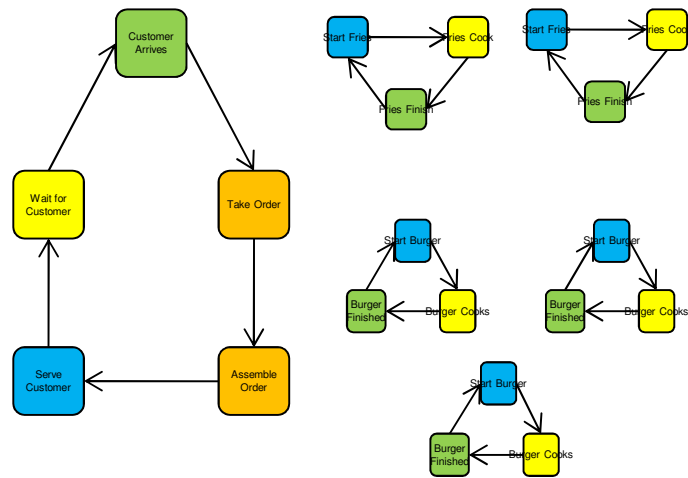 Customer
Arrives
Take Order
Assemble
Order
Serve
Customer
Wait for
Customer
Start Fries
Fries Cook
Fries Finish
Start Fries
Fries Cook
Fries Finish
Start Burger
Burger Cooks
Burger
Finished
Start Burger
Burger Cooks
Burger
Finished
Start Burger
Burger Cooks
Burger
Finished